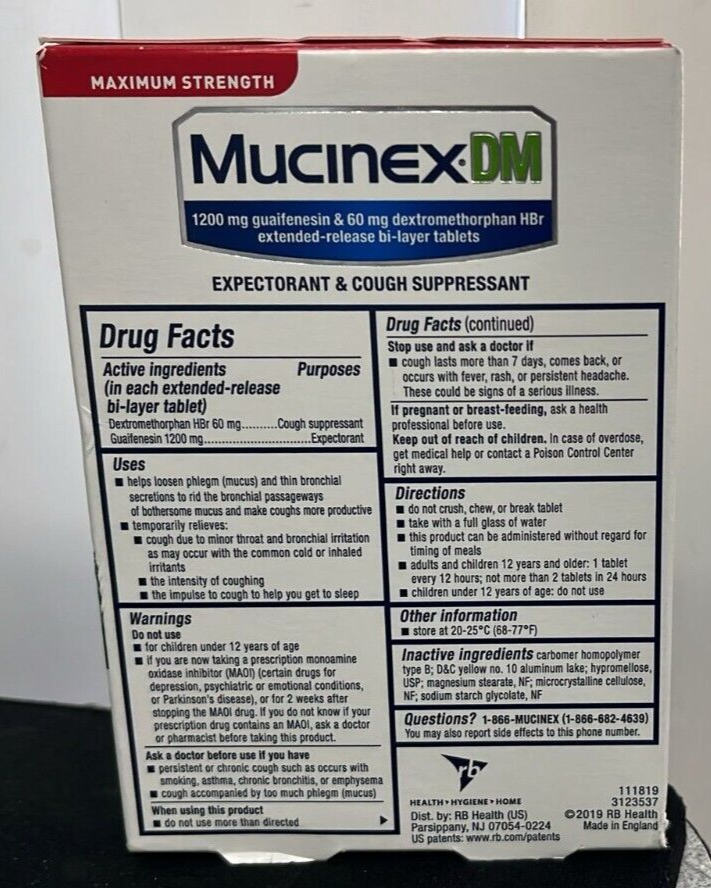 MAXIMUM STRENGTH
Mucinex DM
1200 mg guaifenesin & 60 mg dextromethorphan HBr
extended-release bi-layer tablets
EXPECTORANT & COUGH SUPPRESSANT
Drug Facts
Active ingredients Purposes
(in each extended-release
bi-layer tablet)
Dextromethorphan HBr 60 mg..........Cough suppressant
Guaifenesin 1200 mg..............................Expectorant
Uses
■ helps loosen phlegm (mucus) and thin bronchial
secretions to rid the bronchial passageways
of bothersome mucus and make coughs more productive
■ temporarily relieves:
■ cough due to minor throat and bronchial irritation
as may occur with the common cold or inhaled
irritants
■ the intensity of coughing
■ the impulse to cough to help you get to sleep
Warnings
Do not use
■ for children under 12 years of age
■ if you are now taking a prescription monoamine
oxidase inhibitor (MAOI) (certain drugs for
depression, psychiatric or emotional conditions,
or Parkinson's disease), or for 2 weeks after
stopping the MAOI drug. If you do not know if your
prescription drug contains an MAOI, ask a doctor
or pharmacist before taking this product.
Ask a doctor before use if you have
■ persistent or chronic cough such as occurs with
smoking, asthma, chronic bronchitis, or emphysema
■ cough accompanied by too much phlegm (mucus)
When using this product
■ do not use more than directed
Drug Facts (continued)
Stop use and ask a doctor if
■ cough lasts more than 7 days, comes back, or
occurs with fever, rash, or persistent headache.
These could be signs of a serious illness.
If pregnant or breast-feeding, ask a health
professional before use.
Keep out of reach of children. In case of overdose,
get medical help or contact a Poison Control Center
right away.
Directions
■ do not crush, chew, or break tablet
■ take with a full glass of water
■ this product can be administered without regard for
timing of meals
■ adults and children 12 years and older: 1 tablet
every 12 hours; not more than 2 tablets in 24 hours
■ children under 12 years of age: do not use
Other information
■ store at 20-25°C (68-77°F)
Inactive ingredients carbomer homopolymer
type B; D&C yellow no. 10 aluminum lake; hypromellose,
USP; magnesium stearate, NF; microcrystalline cellulose,
NF; sodium starch glycolate, NF
Questions? 1-866-MUCINEX (1-866-682-4639)
You may also report side effects to this phone number.
rb
HEALTH • HYGIENE • HOME
Dist. by: RB Health (US)
Parsippany, NJ 07054-0224
US patents: www.rb.com/patents
111819
3123537
©2019 RB Health
Made in England